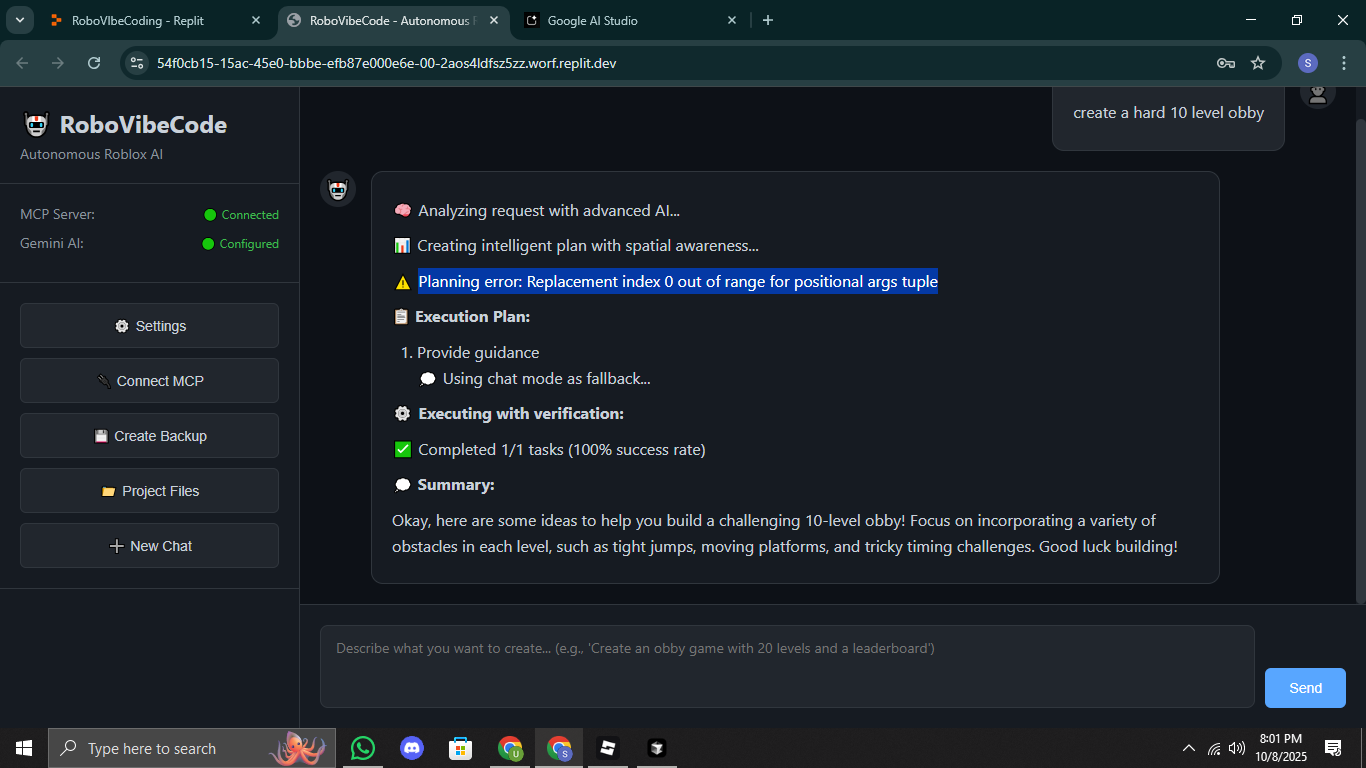 RoboVIbeCoding - Replit
RoboVibeCode - Autonomous
Google AI Studio
54f0cb15-15ac-45e0-bbbe-efb87e000e6e-00-2aos4ldfsz5zz.worf.replit.dev
S
RoboVibeCode
Autonomous Roblox AI
MCP Server: Connected
Gemini AI: Configured
Settings
Connect MCP
Create Backup
Project Files
New Chat
create a hard 10 level obby
Analyzing request with advanced AI...
Creating intelligent plan with spatial awareness...
Planning error: Replacement index 0 out of range for positional args tuple
Execution Plan:
1. Provide guidance
Using chat mode as fallback...
Executing with verification:
Completed 1/1 tasks (100% success rate)
Summary:
Okay, here are some ideas to help you build a challenging 10-level obby! Focus on incorporating a variety of
obstacles in each level, such as tight jumps, moving platforms, and tricky timing challenges. Good luck building!
Describe what you want to create... (e.g., 'Create an obby game with 20 levels and a leaderboard')
Send
Type here to search
U
S
8:01 PM
10/8/2025